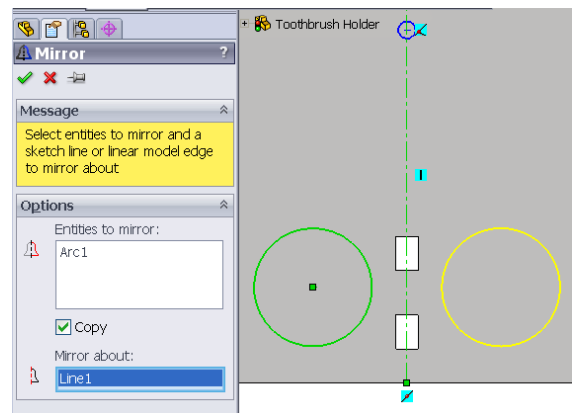 Toothbrush Holder
Mirror
?
Message
Select entities to mirror and a
sketch line or linear model edge
to mirror about
Options
Entities to mirror:
Arc1
Copy
Mirror about:
Line1